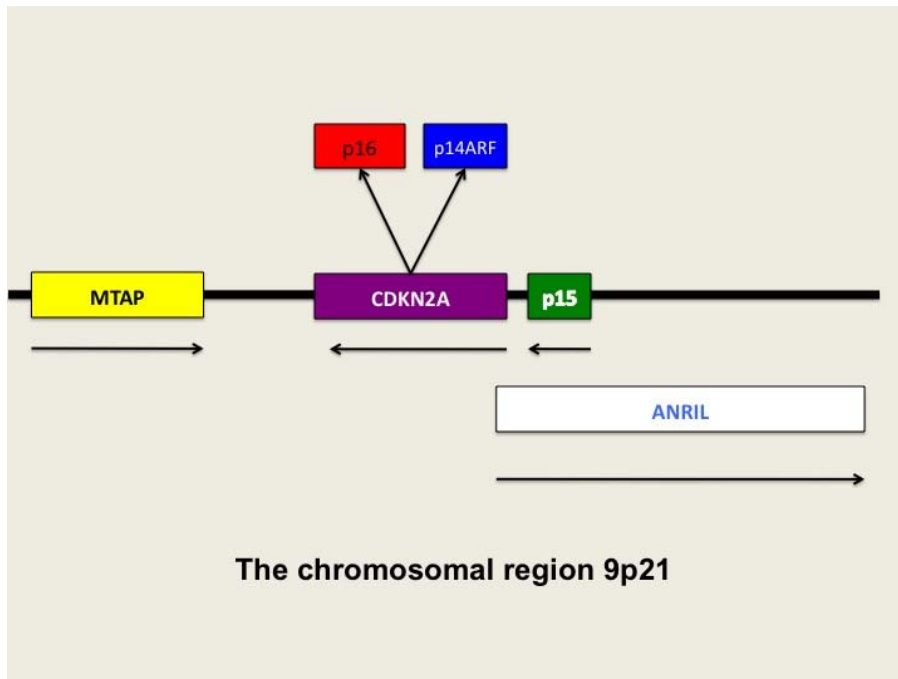 p16
p14ARF
MTAP
CDKN2A
p15
ANRIL
The chromosomal region 9p21